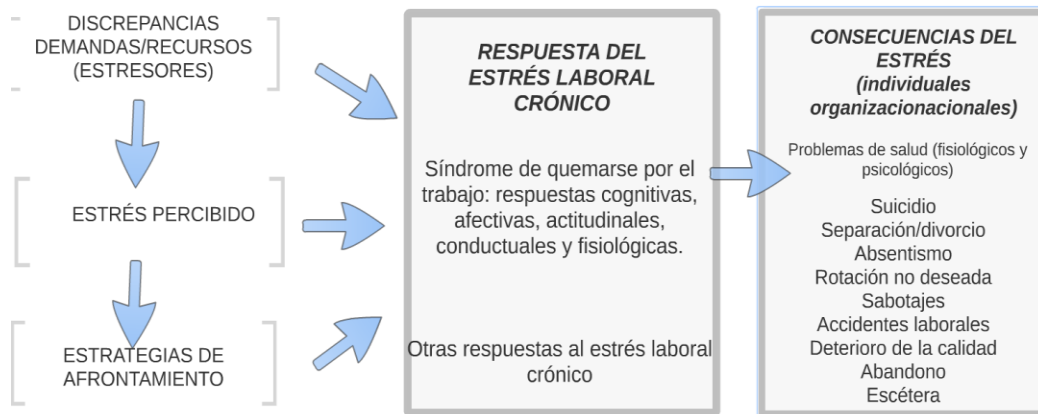 DISCREPANCIAS
DEMANDAS/RECURSOS
(ESTRESORES)
ESTRÉS PERCIBIDO
ESTRATEGIAS DE
AFRONTAMIENTO
RESPUESTA DEL
ESTRÉS LABORAL
CRÓNICO
Síndrome de quemarse por el
trabajo: respuestas cognitivas,
afectivas, actitudinales,
conductuales y fisiológicas.
Otras respuestas al estrés laboral
crónico
CONSECUENCIAS DEL
ESTRÉS
(individuales
organizacionacionales)
Problemas de salud (fisiológicos y
psicológicos)
Suicidio
Separación/divorcio
Absentismo
Rotación no deseada
Sabotajes
Accidentes laborales
Deterioro de la calidad
Abandono
Escétera